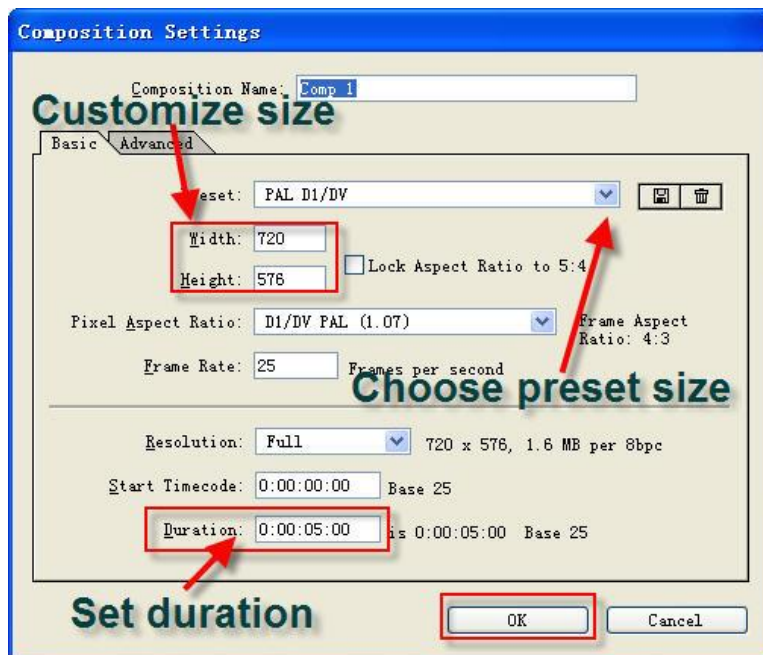 Composition Settings
Composition Name: Comp 1
Customize size
Basic Advanced
reset: PAL D1/DV
Width: 720
Lock Aspect Ratio to 5:4
Height: 576
Pixel Aspect Ratio: D1/DV PAL (1.07) Frame Aspect
Ratio: 4:3
Frame Rate: 25 Frames per second
Choose preset size
Resolution: Full 720 x 576, 1.6 MB per 8bpc
Start Timecode: 0:00:00:00 Base 25
Duration: 0:00:05:00 is 0:00:05:00 Base 25
Set duration
OK Cancel